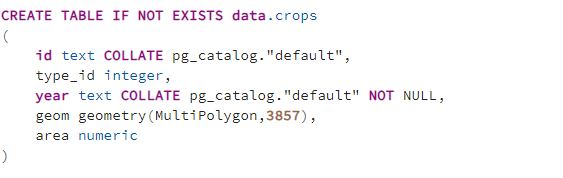 CREATE TABLE IF NOT EXISTS data.crops
(
    id text COLLATE pg_catalog."default",
    type_id integer,
    year text COLLATE pg_catalog."default" NOT NULL,
    geom geometry(MultiPolygon,3857),
    area numeric
)